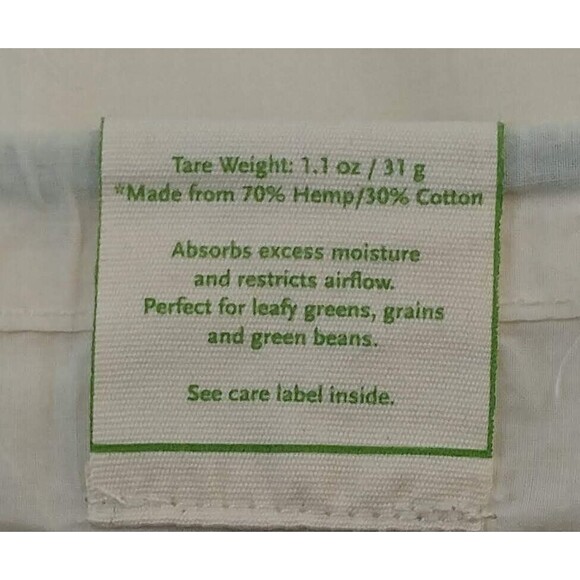 Tare Weight: 1.1 oz / 31 g
*Made from 70% Hemp/30% Cotton
Absorbs excess moisture
and restricts airflow.
Perfect for leafy greens, grains
and green beans.
See care label inside.